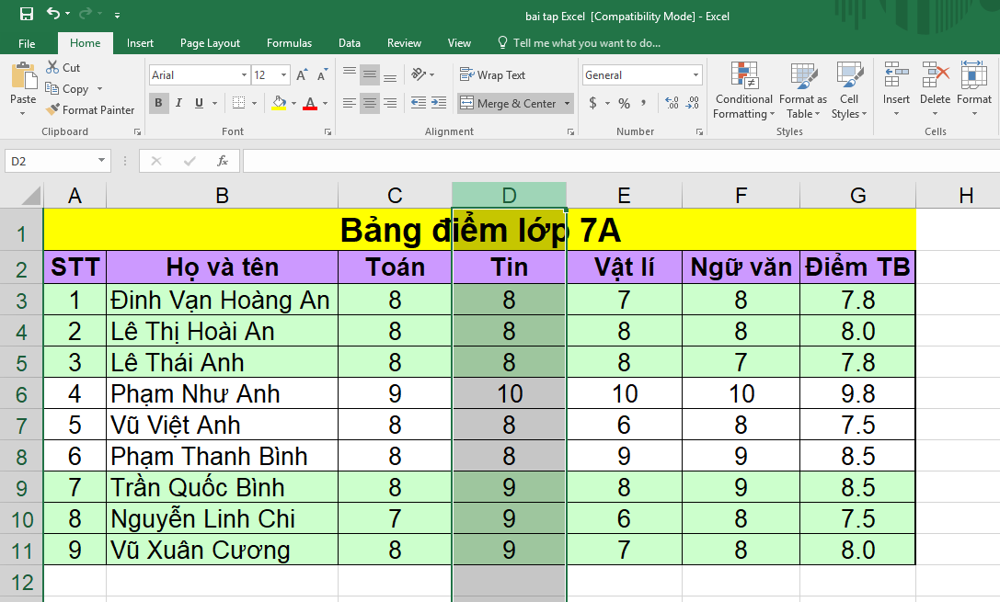 bai tap Excel [Compatibility Mode] - Excel
File Home Insert Page Layout Formulas Data Review View Tell me what you want to do...
Paste
Cut
Copy
Format Painter
Clipboard
Arial 12 A A
B I U A
Font
Wrap Text
Merge & Center
Alignment
General
$ % , .0 .00 .00 .0
Number
Conditional Formatting
Format as Table
Cell Styles
Styles
Insert Delete Format
Cells
D2 fx
A B C D E F G H
1 Bảng điểm lớp 7A
2 STT Họ và tên Toán Tin Vật lí Ngữ văn Điểm TB
3 1 Đinh Vạn Hoàng An 8 8 7 8 7.8
4 2 Lê Thị Hoài An 8 8 8 8 8.0
5 3 Lê Thái Anh 8 8 8 7 7.8
6 4 Phạm Như Anh 9 10 10 10 9.8
7 5 Vũ Việt Anh 8 8 6 8 7.5
8 6 Phạm Thanh Bình 8 8 9 9 8.5
9 7 Trần Quốc Bình 8 9 8 9 8.5
10 8 Nguyễn Linh Chi 7 9 6 8 7.5
11 9 Vũ Xuân Cương 8 9 7 8 8.0
12